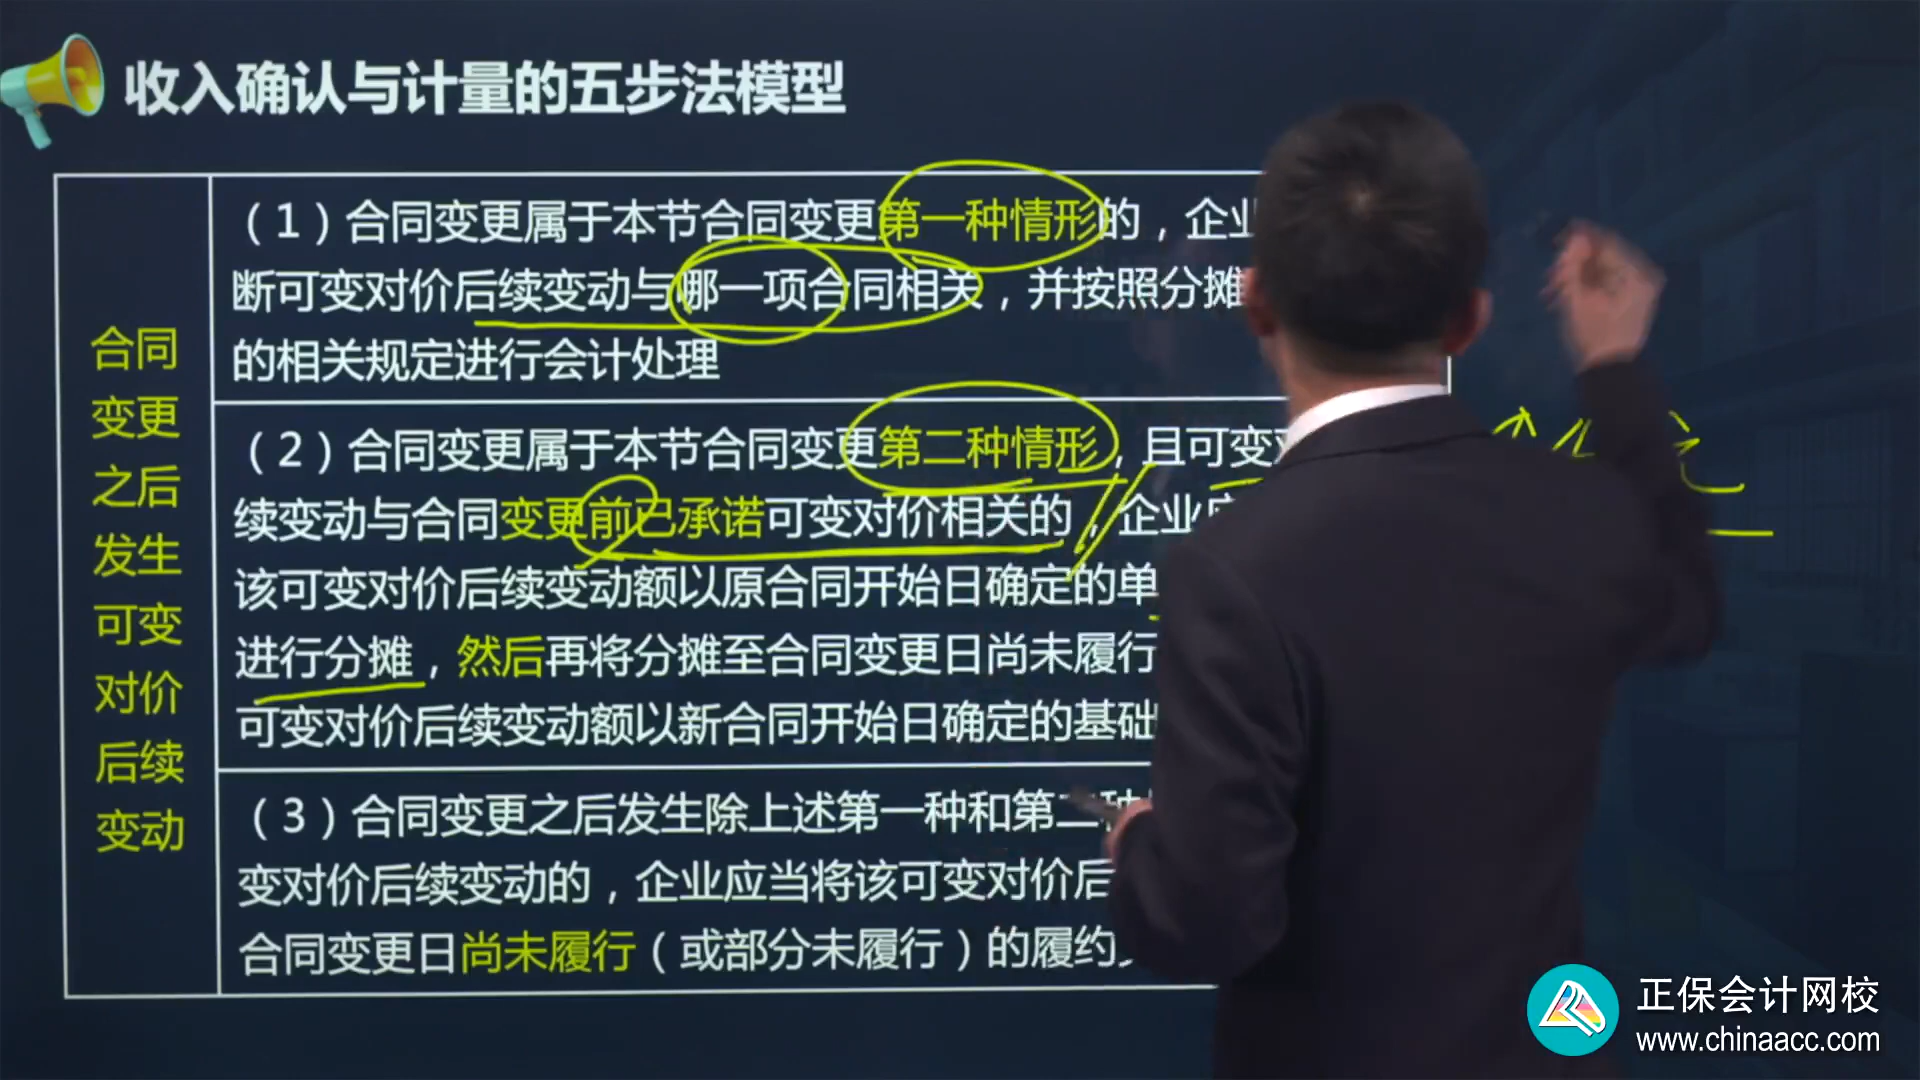 收入确认与计量的五步法模型
合同
变更
之后
发生
可变
对价
后续
变动
（1）合同变更属于本节合同变更第一种情形的，企业
断可变对价后续变动与哪一项合同相关，并按照分摊
的相关规定进行会计处理
（2）合同变更属于本节合同变更第二种情形，且可变
续变动与合同变更前已承诺可变对价相关的，企业
该可变对价后续变动额以原合同开始日确定的单
进行分摊，然后再将分摊至合同变更日尚未履行
可变对价后续变动额以新合同开始日确定的基础
（3）合同变更之后发生除上述第一种和第二种
变对价后续变动的，企业应当将该可变对价后
合同变更日尚未履行（或部分未履行）的履约
正保会计网校
www.chinaacc.com